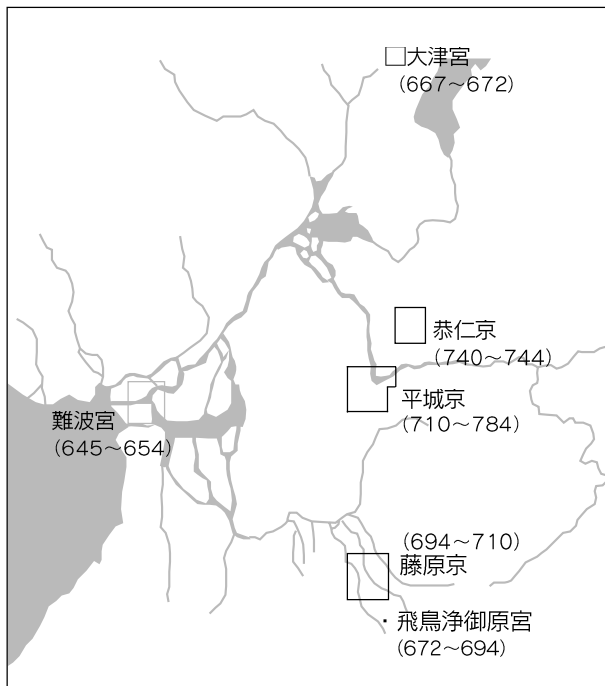 大津宮
(667〜672)
恭仁京
(740〜744)
平城京
(710〜784)
難波宮
(645〜654)
(694〜710)
藤原京
飛鳥浄御原宮
(672〜694)